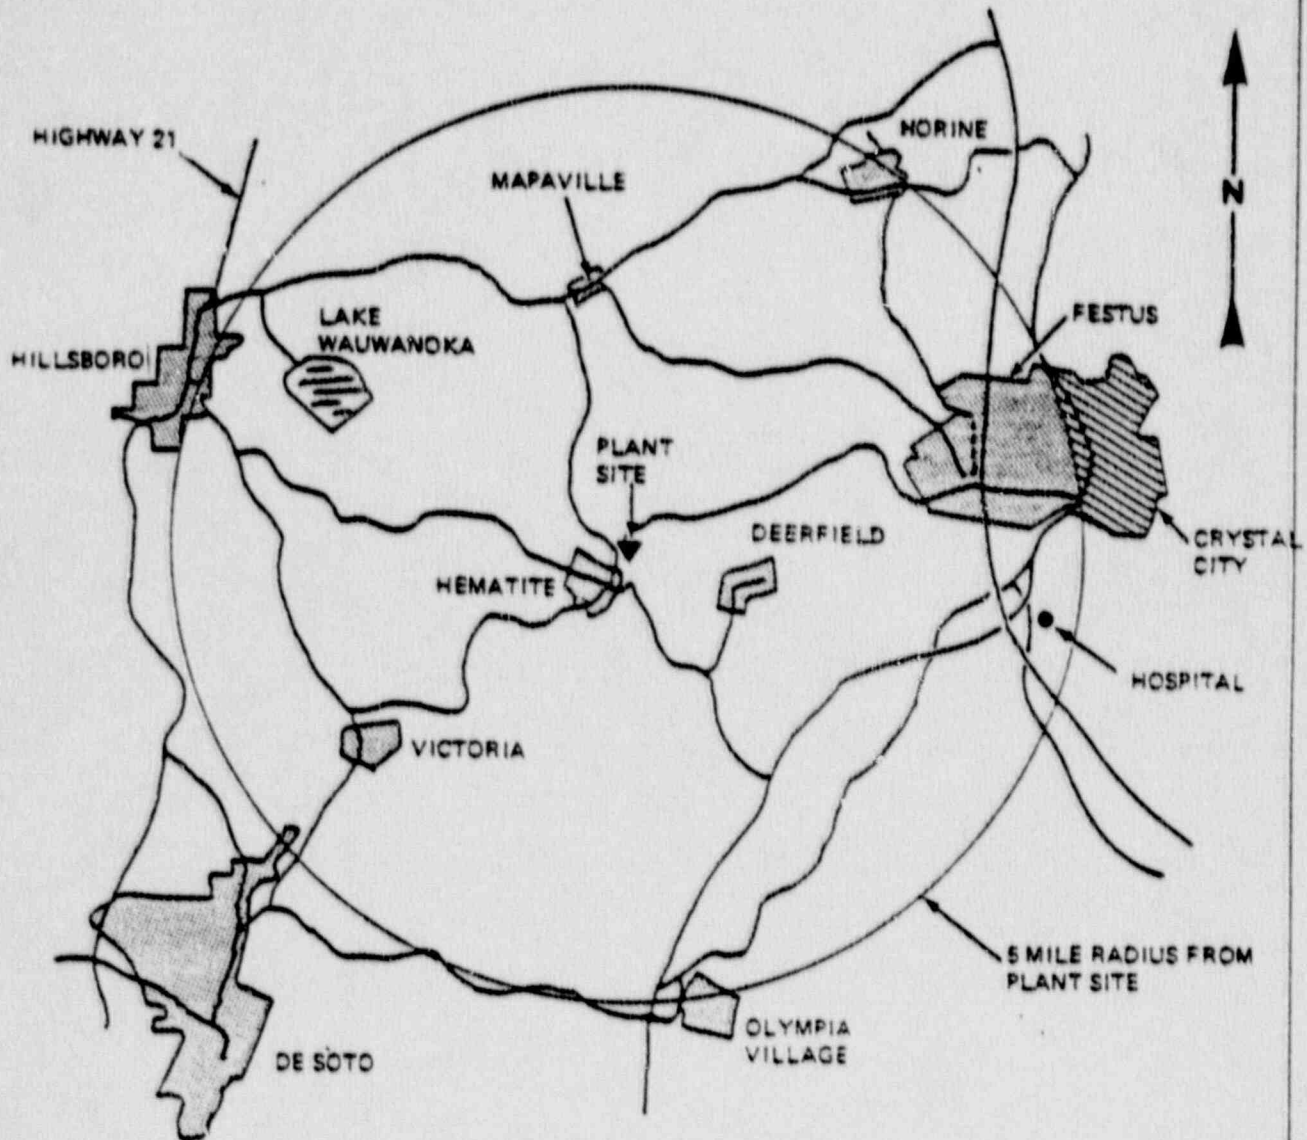 HIGHWAY 21
HORINE
MAPAVILLE
N
LAKE
WAUWANOKA
FESTUS
HILLSBORO
PLANT
SITE
DEERFIELD
CRYSTAL
CITY
HEMATITE
HOSPITAL
VICTORIA
5 MILE RADIUS FROM
PLANT SITE
OLYMPIA
VILLAGE
DE SOTO